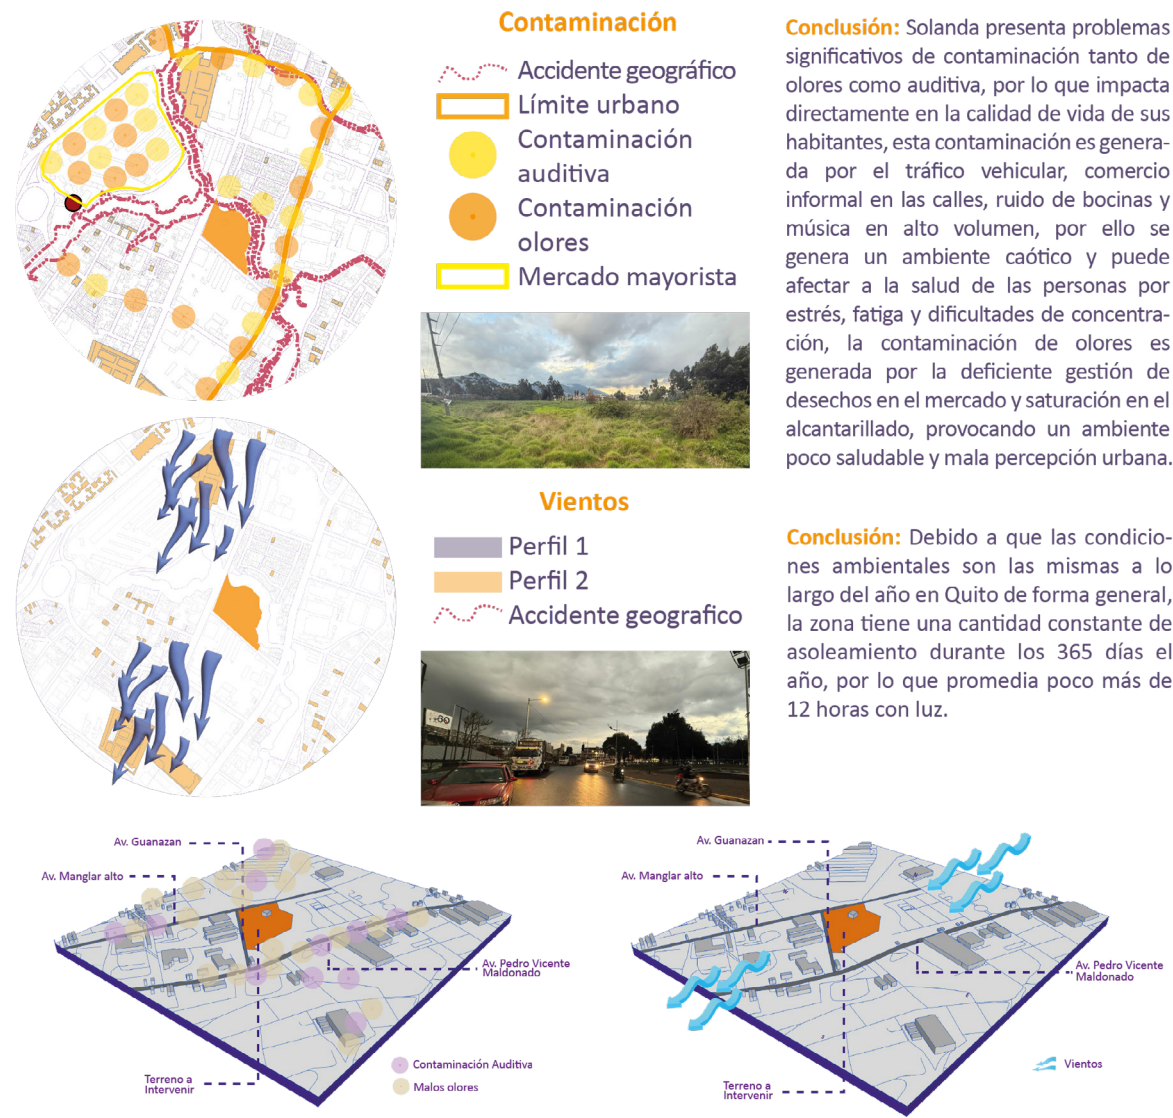 Contaminación
Accidente geográfico
Límite urbano
Contaminación
auditiva
Contaminación
olores
Mercado mayorista
Conclusión: Solanda presenta problemas
significativos de contaminación tanto de
olores como auditiva, por lo que impacta
directamente en la calidad de vida de sus
habitantes, esta contaminación es genera-
da por el tráfico vehicular, comercio
informal en las calles, ruido de bocinas y
música en alto volumen, por ello se
genera un ambiente caótico y puede
afectar a la salud de las personas por
estrés, fatiga y dificultades de concentra-
ción, la contaminación de olores es
generada por la deficiente gestión de
desechos en el mercado y saturación en el
alcantarillado, provocando un ambiente
poco saludable y mala percepción urbana.
Vientos
Perfil 1
Perfil 2
Accidente geografico
Conclusión: Debido a que las condicio-
nes ambientales son las mismas a lo
largo del año en Quito de forma general,
la zona tiene una cantidad constante de
asoleamiento durante los 365 días el
año, por lo que promedia poco más de
12 horas con luz.
Av. Guanazan
Av. Manglar alto
Av. Pedro Vicente
Maldonado
Terreno a
Intervenir
Contaminación Auditiva
Malos olores
Av. Guanazan
Av. Manglar alto
Av. Pedro Vicente
Maldonado
Terreno a
Intervenir
Vientos